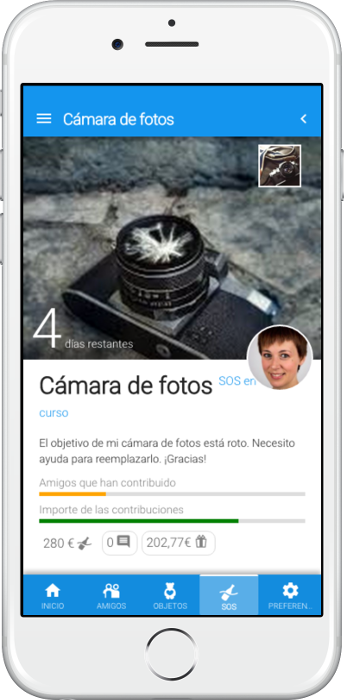 Cámara de fotos
4 días restantes
Cámara de fotos SOS en
curso
El objetivo de mi cámara de fotos está roto. Necesito
ayuda para reemplazarlo. ¡Gracias!
Amigos que han contribuido
Importe de las contribuciones
280 € 0 202,77€
INICIO AMIGOS OBJETOS SOS PREFEREN...